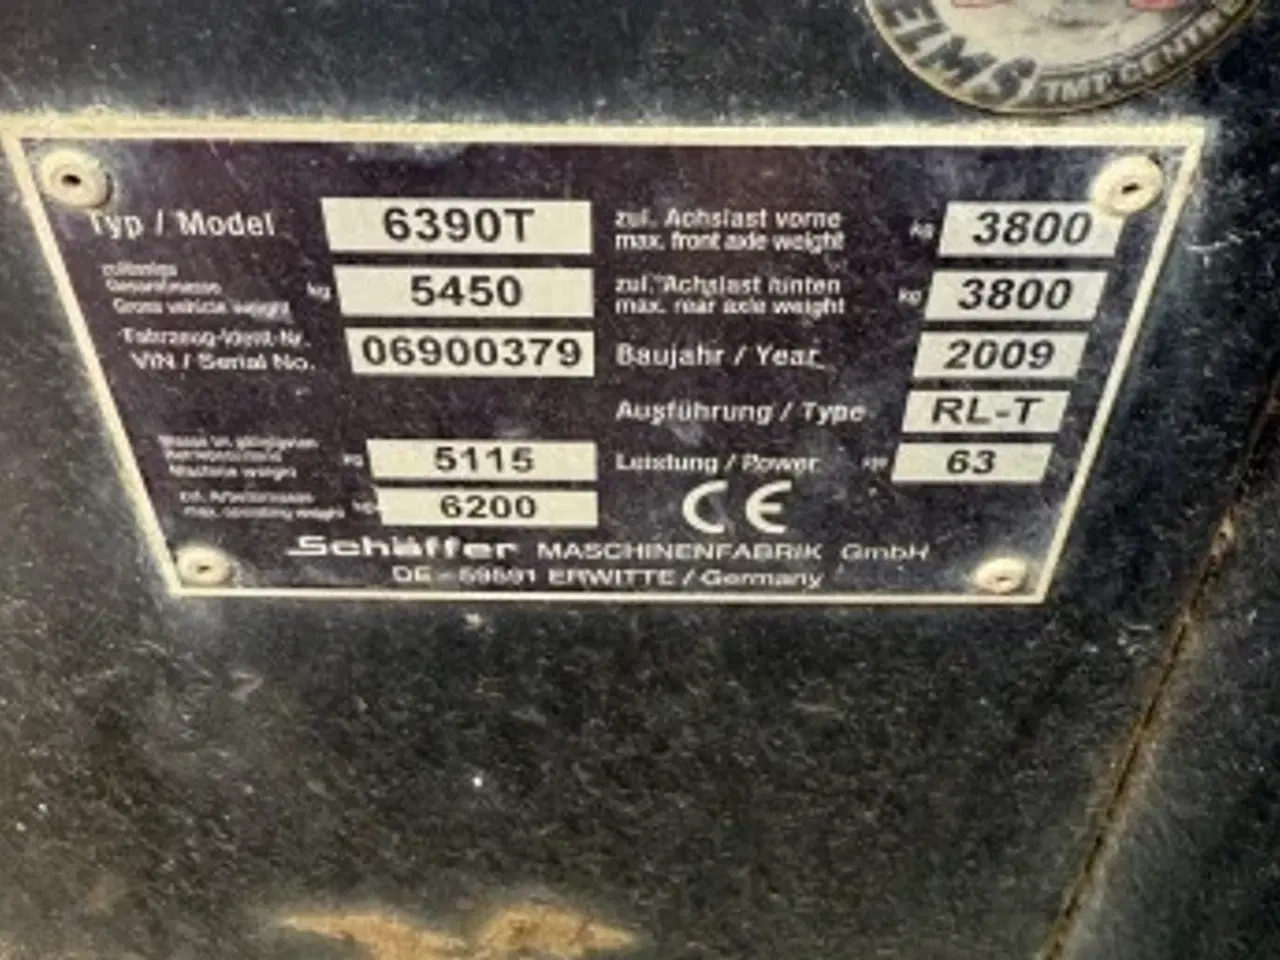 ELMS TMT-CENTR
Typ / Model 6390T
zul. Achslast vorne
max. front axle weight kg 3800
zulässiges
Gesamtmasse
Gross vehicle weight kg 5450
zul. Achslast hinten
max. rear axle weight kg 3800
Fahrzeug-Ident-Nr.
VIN / Serial No. 06900379
Baujahr / Year 2009
Ausführung / Type RL-T
Machine weight kg 5115
Leistung / Power 63
max. operating weight 6200
CE
Schäffer MASCHINENFABRIK GmbH
DE - 59591 ERWITTE / Germany